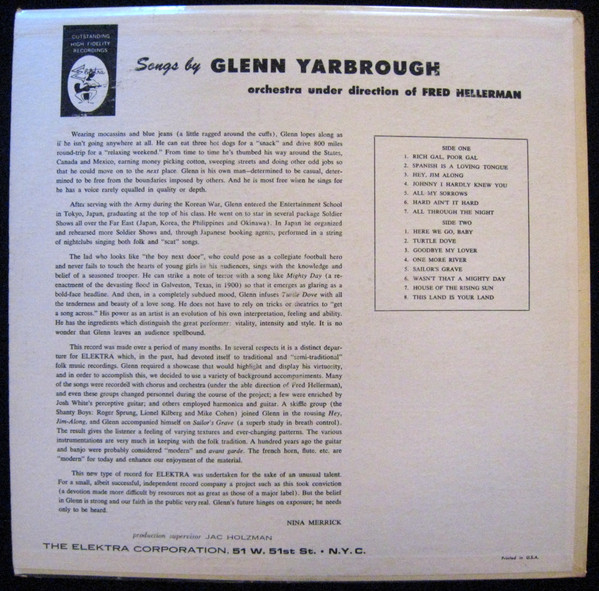 OUTSTANDING
HIGH FIDELITY
RECORDINGS
Songs by GLENN YARBROUGH
orchestra under direction of FRED HELLERMAN
Wearing mocassins and blue jeans (a little ragged around the cuffs), Glenn lopes along as
if he isn't going anywhere at all. He can eat three hot dogs for a "snack" and drive 800 miles
round-trip for a "relaxing weekend." From time to time he's thumbed his way around the States,
Canada and Mexico, earning money picking cotton, sweeping streets and doing other odd jobs so
that he could move on to the next place. Glenn is his own man—determined to be casual, deter-
mined to be free from the boundaries imposed by others. And he is most free when he sings for
he has a voice rarely equalled in quality or depth.
After serving with the Army during the Korean War, Glenn entered the Entertainment School
in Tokyo, Japan, graduating at the top of his class. He went on to star in several package Soldier
Shows all over the Far East (Japan, Korea, the Philippines and Okinawa). In Japan he organized
and rehearsed more Soldier Shows and, through Japanese booking agents, performed in a string
of nightclubs singing both folk and "scat" songs.
The lad who looks like "the boy next door", who could pose as a collegiate football hero
and never fails to touch the hearts of young girls in his audiences, sings with the knowledge and
belief of a seasoned trooper. He can strike a note of terror with a song like Mighty Day (a re-
enactment of the devasting flood in Galveston, Texas, in 1900) so that it emerges as glaring as a
bold-face headline. And then, in a completely subdued mood, Glenn infuses Turtle Dove with all
the tenderness and beauty of a love song. He does not have to rely on tricks or theatrics to "get
a song across." His power as an artist is an evolution of his own interpretation, feeling and ability.
He has the ingredients which distinguish the great performer: vitality, intensity and style. It is no
wonder that Glenn leaves an audience spellbound.
This record was made over a period of many months. In several respects it is a distinct depar-
ture for ELEKTRA which, in the past, had devoted itself to traditional and "semi-traditional"
folk music recordings. Glenn required a showcase that would highlight and display his virtuosity,
and in order to accomplish this, we decided to use a variety of background accompaniments. Many
of the songs were recorded with chorus and orchestra (under the able direction of Fred Hellerman),
and even these groups changed personnel during the course of the project; a few were enriched by
Josh White's perceptive guitar; and others employed harmonica and guitar. A skiffle group (the
Shanty Boys: Roger Sprung, Lionel Kilberg and Mike Cohen) joined Glenn in the rousing Hey,
Jim-Along, and Glenn accompanied himself on Sailor's Grave (a superb study in breath control).
The result gives the listener a feeling of varying textures and ever-changing patterns. The various
instrumentations are very much in keeping with the folk tradition. A hundred years ago the guitar
and banjo were probably considered "modern" and avant garde. The french horn, flute, etc. are
"modern" for today and enhance our enjoyment of the material.
This new type of record for ELEKTRA was undertaken for the sake of an unusual talent.
For a small, albeit successful, independent record company a project such as this took conviction
(a devotion made more difficult by resources not as great as those of a major label). But the belief
in Glenn is strong and our faith in the public very real. Glenn's future hinges on exposure; he needs
only to be heard.
NINA MERRICK
production supervisor JAC HOLZMAN
THE ELEKTRA CORPORATION, 51 W. 51st St. • N.Y.C.
SIDE ONE
1. RICH GAL, POOR GAL
2. SPANISH IS A LOVING TONGUE
3. HEY, JIM ALONG
4. JOHNNY I HARDLY KNEW YOU
5. ALL MY SORROWS
6. HARD AIN'T IT HARD
7. ALL THROUGH THE NIGHT
SIDE TWO
1. HERE WE GO, BABY
2. TURTLE DOVE
3. GOODBYE MY LOVER
4. ONE MORE RIVER
5. SAILOR'S GRAVE
6. WASN'T THAT A MIGHTY DAY
7. HOUSE OF THE RISING SUN
8. THIS LAND IS YOUR LAND
Printed in U.S.A.